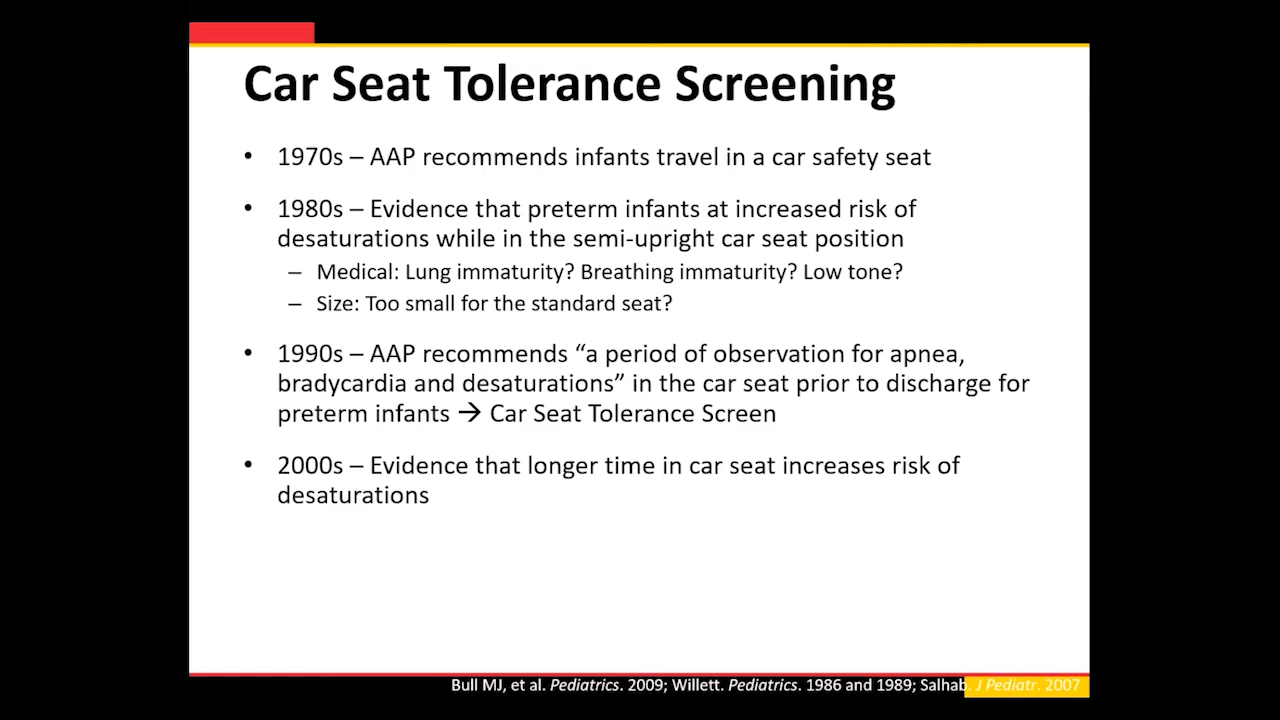 Car Seat Tolerance Screening
• 1970s – AAP recommends infants travel in a car safety seat
• 1980s – Evidence that preterm infants at increased risk of
desaturations while in the semi-upright car seat position
– Medical: Lung immaturity? Breathing immaturity? Low tone?
– Size: Too small for the standard seat?
• 1990s – AAP recommends “a period of observation for apnea,
bradycardia and desaturations” in the car seat prior to discharge for
preterm infants → Car Seat Tolerance Screen
• 2000s – Evidence that longer time in car seat increases risk of
desaturations
Bull MJ, et al. Pediatrics. 2009; Willett. Pediatrics. 1986 and 1989; Salhab. J Pediatr. 2007